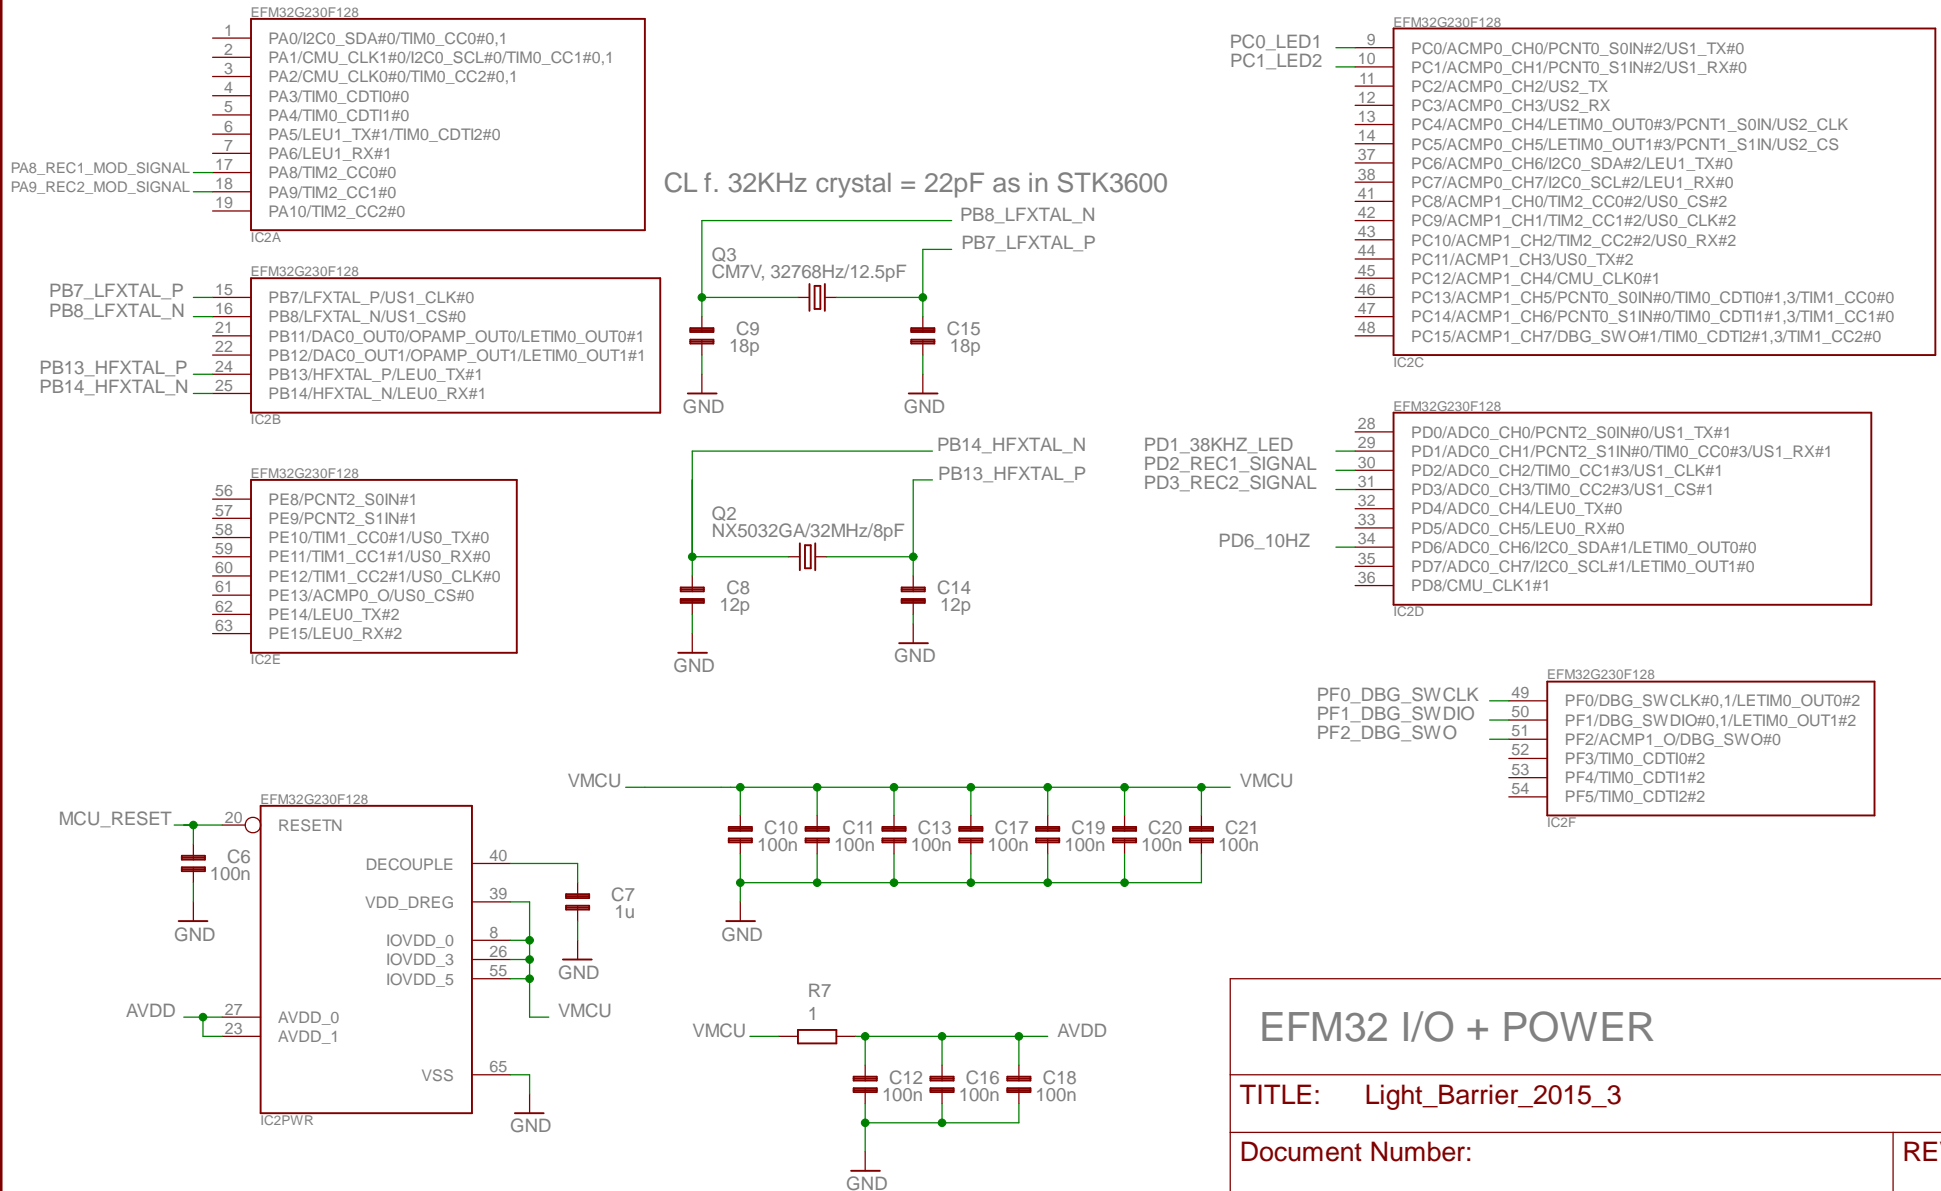 EFM32G230F128
1 PA0/I2C0_SDA#0/TIM0_CC0#0,1
2 PA1/CMU_CLK1#0/I2C0_SCL#0/TIM0_CC1#0,1
3 PA2/CMU_CLK0#0/TIM0_CC2#0,1
4 PA3/TIM0_CDTI0#0
5 PA4/TIM0_CDTI1#0
6 PA5/LEU1_TX#1/TIM0_CDTI2#0
7 PA6/LEU1_RX#1
PA8_REC1_MOD_SIGNAL 17 PA8/TIM2_CC0#0
PA9_REC2_MOD_SIGNAL 18 PA9/TIM2_CC1#0
19 PA10/TIM2_CC2#0
IC2A
EFM32G230F128
PB7_LFXTAL_P 15 PB7/LFXTAL_P/US1_CLK#0
PB8_LFXTAL_N 16 PB8/LFXTAL_N/US1_CS#0
21 PB11/DAC0_OUT0/OPAMP_OUT0/LETIM0_OUT0#1
22 PB12/DAC0_OUT1/OPAMP_OUT1/LETIM0_OUT1#1
PB13_HFXTAL_P 24 PB13/HFXTAL_P/LEU0_TX#1
PB14_HFXTAL_N 25 PB14/HFXTAL_N/LEU0_RX#1
IC2B
EFM32G230F128
56 PE8/PCNT2_S0IN#1
57 PE9/PCNT2_S1IN#1
58 PE10/TIM1_CC0#1/US0_TX#0
59 PE11/TIM1_CC1#1/US0_RX#0
60 PE12/TIM1_CC2#1/US0_CLK#0
61 PE13/ACMP0_O/US0_CS#0
62 PE14/LEU0_TX#2
63 PE15/LEU0_RX#2
IC2E
CL f. 32KHz crystal = 22pF as in STK3600
PB8_LFXTAL_N
PB7_LFXTAL_P
Q3
CM7V, 32768Hz/12.5pF
C9
18p
C15
18p
GND
GND
PB14_HFXTAL_N
PB13_HFXTAL_P
Q2
NX5032GA/32MHz/8pF
C8
12p
C14
12p
GND
GND
EFM32G230F128
PC0_LED1 9 PC0/ACMP0_CH0/PCNT0_S0IN#2/US1_TX#0
PC1_LED2 10 PC1/ACMP0_CH1/PCNT0_S1IN#2/US1_RX#0
11 PC2/ACMP0_CH2/US2_TX
12 PC3/ACMP0_CH3/US2_RX
13 PC4/ACMP0_CH4/LETIM0_OUT0#3/PCNT1_S0IN/US2_CLK
14 PC5/ACMP0_CH5/LETIM0_OUT1#3/PCNT1_S1IN/US2_CS
37 PC6/ACMP0_CH6/I2C0_SDA#2/LEU1_TX#0
38 PC7/ACMP0_CH7/I2C0_SCL#2/LEU1_RX#0
41 PC8/ACMP1_CH0/TIM2_CC0#2/US0_CS#2
42 PC9/ACMP1_CH1/TIM2_CC1#2/US0_CLK#2
43 PC10/ACMP1_CH2/TIM2_CC2#2/US0_RX#2
44 PC11/ACMP1_CH3/US0_TX#2
45 PC12/ACMP1_CH4/CMU_CLK0#1
46 PC13/ACMP1_CH5/PCNT0_S0IN#0/TIM0_CDTI0#1,3/TIM1_CC0#0
47 PC14/ACMP1_CH6/PCNT0_S1IN#0/TIM0_CDTI1#1,3/TIM1_CC1#0
48 PC15/ACMP1_CH7/DBG_SWO#1/TIM0_CDTI2#1,3/TIM1_CC2#0
IC2C
EFM32G230F128
28 PD0/ADC0_CH0/PCNT2_S0IN#0/US1_TX#1
PD1_38KHZ_LED 29 PD1/ADC0_CH1/PCNT2_S1IN#0/TIM0_CC0#3/US1_RX#1
PD2_REC1_SIGNAL 30 PD2/ADC0_CH2/TIM0_CC1#3/US1_CLK#1
PD3_REC2_SIGNAL 31 PD3/ADC0_CH3/TIM0_CC2#3/US1_CS#1
32 PD4/ADC0_CH4/LEU0_TX#0
33 PD5/ADC0_CH5/LEU0_RX#0
PD6_10HZ 34 PD6/ADC0_CH6/I2C0_SDA#1/LETIM0_OUT0#0
35 PD7/ADC0_CH7/I2C0_SCL#1/LETIM0_OUT1#0
36 PD8/CMU_CLK1#1
IC2D
EFM32G230F128
PF0_DBG_SWCLK 49 PF0/DBG_SWCLK#0,1/LETIM0_OUT0#2
PF1_DBG_SWDIO 50 PF1/DBG_SWDIO#0,1/LETIM0_OUT1#2
PF2_DBG_SWO 51 PF2/ACMP1_O/DBG_SWO#0
52 PF3/TIM0_CDTI0#2
53 PF4/TIM0_CDTI1#2
54 PF5/TIM0_CDTI2#2
IC2F
EFM32G230F128
MCU_RESET 20 RESETN
C6
100n
GND
DECOUPLE 40
C7
1u
GND
VDD_DREG 39
IOVDD_0 8
IOVDD_3 26
IOVDD_5 55
VMCU
AVDD 27 AVDD_0
23 AVDD_1
VSS 65
GND
IC2PWR
VMCU VMCU
C10 C11 C13 C17 C19 C20 C21
100n 100n 100n 100n 100n 100n 100n
GND
R7
1
VMCU AVDD
C12 C16 C18
100n 100n 100n
GND
EFM32 I/O + POWER
TITLE: Light_Barrier_2015_3
Document Number: